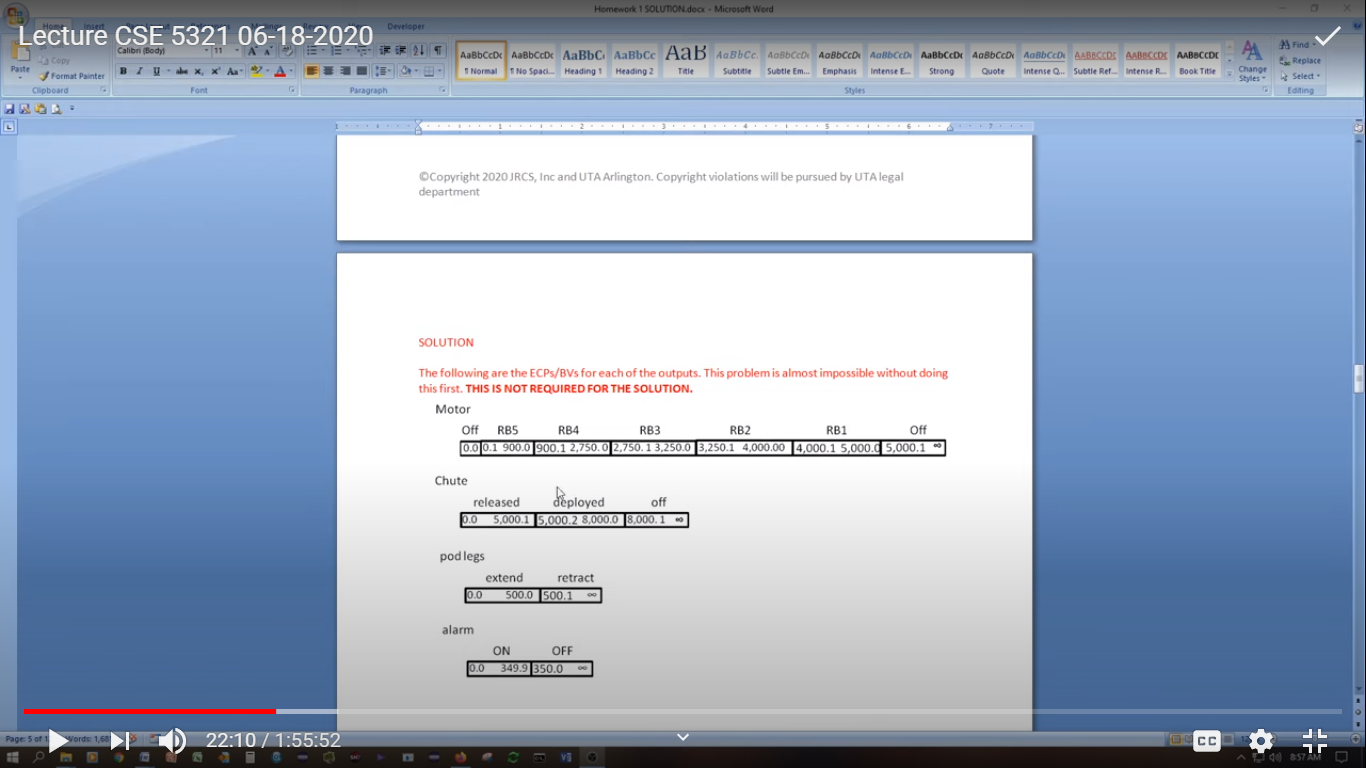 Homework 1 SOLUTION.docx - Microsoft Word
Lecture CSE 5321 06-18-2020
Home Insert Developer
Paste Copy Format Painter
Calibri (Body) 11
AaBbCcDc AaBbCcDc AaBbC AaBbCc AaB AaBbCc. AaBbCcDc AaBbCcDc AaBbCcDc AaBbCcDc AaBbCcDc AaBbCcDc AaBbCcDc AaBbCcDc AaBbCcDc
¶ Normal ¶ No Spaci... Heading 1 Heading 2 Title Subtitle Subtle Em... Emphasis Intense E... Strong Quote Intense Q... Subtle Ref... Intense R... Book Title
Change Styles
Find
Replace
Select
Clipboard Font Paragraph Styles Editing
1 1 2 3 4 5 6 7
©Copyright 2020 JRCS, Inc and UTA Arlington. Copyright violations will be pursued by UTA legal
department
SOLUTION
The following are the ECPs/BVs for each of the outputs. This problem is almost impossible without doing
this first. THIS IS NOT REQUIRED FOR THE SOLUTION.
Motor
Off RB5 RB4 RB3 RB2 RB1 Off
0.0 0.1 900.0 900.1 2,750.0 2,750.1 3,250.0 3,250.1 4,000.00 4,000.1 5,000.0 5,000.1 ∞
Chute
released deployed off
0.0 5,000.1 5,000.2 8,000.0 8,000.1 ∞
pod legs
extend retract
0.0 500.0 500.1 ∞
alarm
ON OFF
0.0 349.9 350.0 ∞
22:10 / 1:55:52
CC
8:57 AM